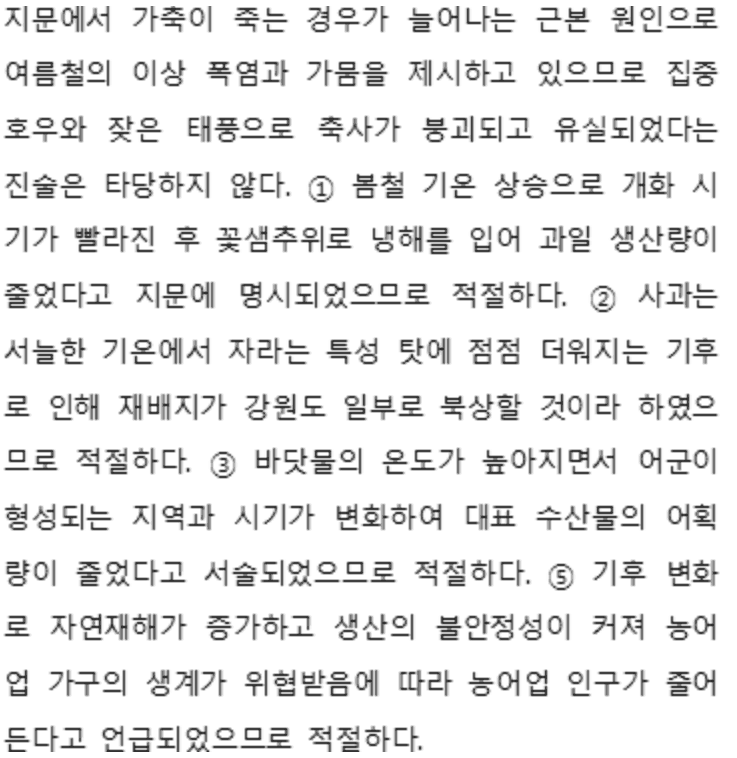 지문에서 가축이 죽는 경우가 늘어나는 근본 원인으로
여름철의 이상 폭염과 가뭄을 제시하고 있으므로 집중
호우와 잦은 태풍으로 축사가 붕괴되고 유실되었다는
진술은 타당하지 않다. ① 봄철 기온 상승으로 개화 시
기가 빨라진 후 꽃샘추위로 냉해를 입어 과일 생산량이
줄었다고 지문에 명시되었으므로 적절하다. ② 사과는
서늘한 기온에서 자라는 특성 탓에 점점 더워지는 기후
로 인해 재배지가 강원도 일부로 북상할 것이라 하였으
므로 적절하다. ③ 바닷물의 온도가 높아지면서 어군이
형성되는 지역과 시기가 변화하여 대표 수산물의 어획
량이 줄었다고 서술되었으므로 적절하다. ⑤ 기후 변화
로 자연재해가 증가하고 생산의 불안정성이 커져 농어
업 가구의 생계가 위협받음에 따라 농어업 인구가 줄어
든다고 언급되었으므로 적절하다.